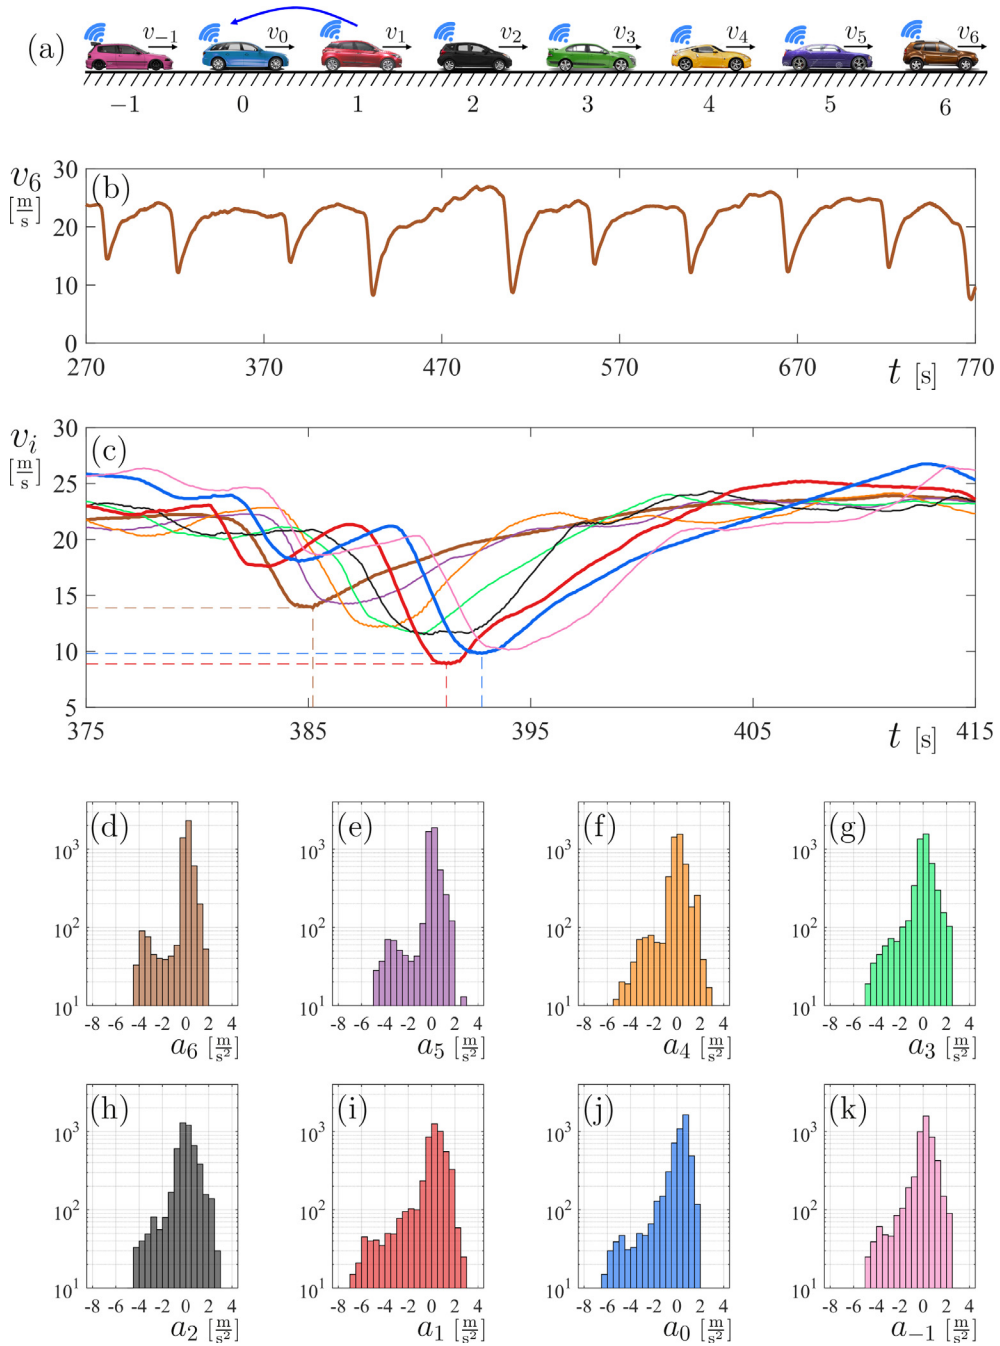 (a) v₋₁ v₀ v₁ v₂ v₃ v₄ v₅ v₆
−1 0 1 2 3 4 5 6
v₆ [m/s] (b)
30
20
10
0
270 370 470 570 670 770
t [s]
vᵢ [m/s] (c)
30
25
20
15
10
5
375 385 395 405 415
t [s]
(d) (e) (f) (g)
10³ 10³ 10³ 10³
10² 10² 10² 10²
10¹ 10¹ 10¹ 10¹
-8 -6 -4 -2 0 2 4 -8 -6 -4 -2 0 2 4 -8 -6 -4 -2 0 2 4 -8 -6 -4 -2 0 2 4
a₆ [m/s²] a₅ [m/s²] a₄ [m/s²] a₃ [m/s²]
(h) (i) (j) (k)
10³ 10³ 10³ 10³
10² 10² 10² 10²
10¹ 10¹ 10¹ 10¹
-8 -6 -4 -2 0 2 4 -8 -6 -4 -2 0 2 4 -8 -6 -4 -2 0 2 4 -8 -6 -4 -2 0 2 4
a₂ [m/s²] a₁ [m/s²] a₀ [m/s²] a₋₁ [m/s²]